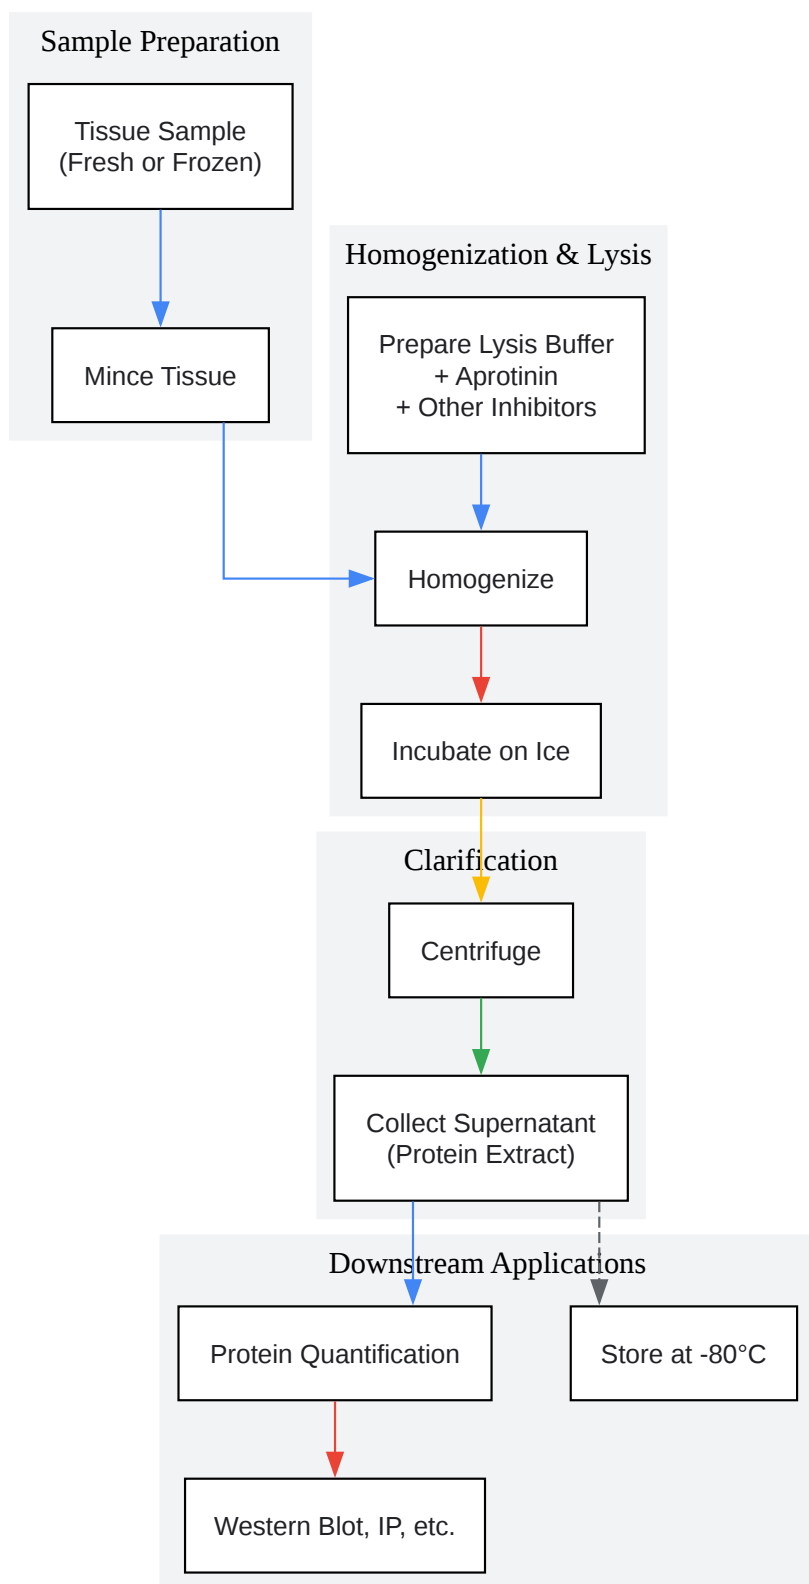 Sample Preparation
Tissue Sample
(Fresh or Frozen)
Mince Tissue
Homogenization & Lysis
Prepare Lysis Buffer
+ Aprotinin
+ Other Inhibitors
Homogenize
Incubate on Ice
Clarification
Centrifuge
Collect Supernatant
(Protein Extract)
Downstream Applications
Protein Quantification
Store at -80°C
Western Blot, IP, etc.